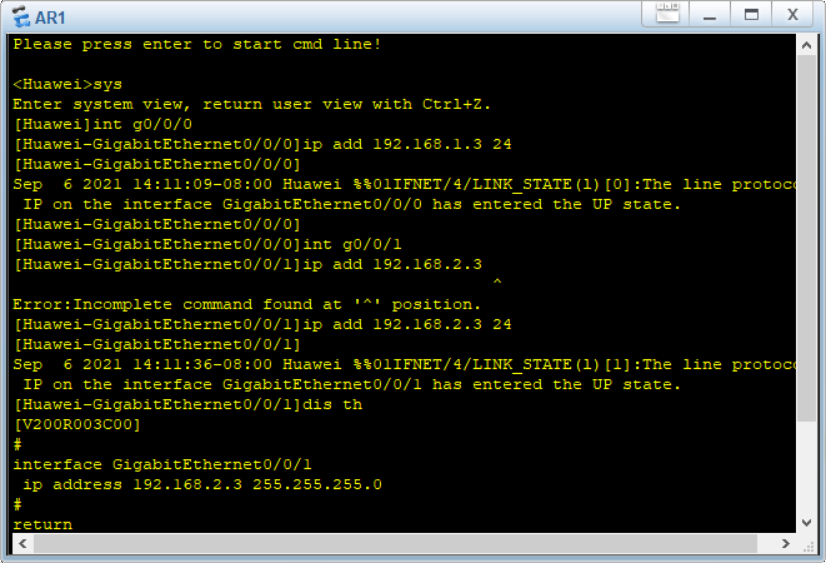 AR1
Please press enter to start cmd line!
<Huawei>sys
Enter system view, return user view with Ctrl+Z.
[Huawei]int g0/0/0
[Huawei-GigabitEthernet0/0/0]ip add 192.168.1.3 24
[Huawei-GigabitEthernet0/0/0]
Sep  6 2021 14:11:09-08:00 Huawei %%01IFNET/4/LINK_STATE(l)[0]:The line protoco
 IP on the interface GigabitEthernet0/0/0 has entered the UP state.
[Huawei-GigabitEthernet0/0/0]
[Huawei-GigabitEthernet0/0/0]int g0/0/1
[Huawei-GigabitEthernet0/0/1]ip add 192.168.2.3
^
Error:Incomplete command found at '^' position.
[Huawei-GigabitEthernet0/0/1]ip add 192.168.2.3 24
[Huawei-GigabitEthernet0/0/1]
Sep  6 2021 14:11:36-08:00 Huawei %%01IFNET/4/LINK_STATE(l)[1]:The line protoco
 IP on the interface GigabitEthernet0/0/1 has entered the UP state.
[Huawei-GigabitEthernet0/0/1]dis th
[V200R003C00]
#
interface GigabitEthernet0/0/1
 ip address 192.168.2.3 255.255.255.0
#
return